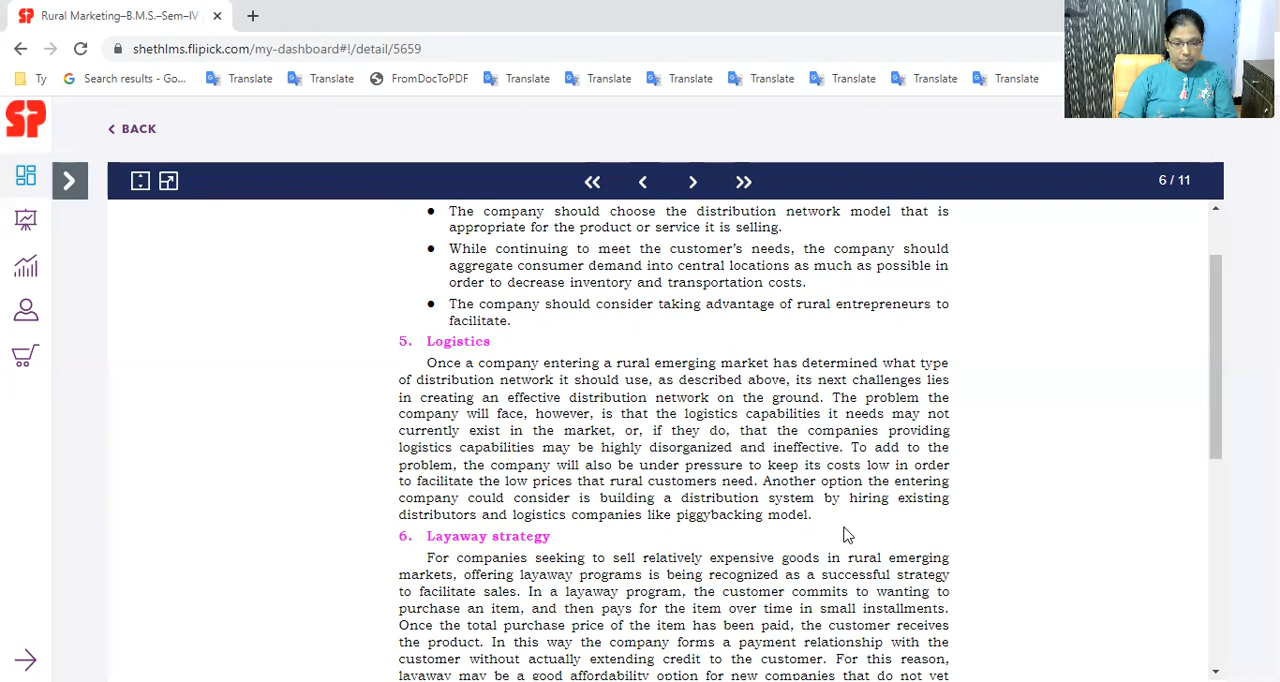 Rural Marketing–B.M.S.–Sem–IV
shethlms.flipick.com/my-dashboard#!/detail/5659
Ty Search results - Go... Translate Translate FromDocToPDF Translate Translate Translate Translate Translate Translate Translate
SP
BACK
6 / 11
● The company should choose the distribution network model that is
appropriate for the product or service it is selling.
● While continuing to meet the customer's needs, the company should
aggregate consumer demand into central locations as much as possible in
order to decrease inventory and transportation costs.
● The company should consider taking advantage of rural entrepreneurs to
facilitate.
5. Logistics
Once a company entering a rural emerging market has determined what type
of distribution network it should use, as described above, its next challenges lies
in creating an effective distribution network on the ground. The problem the
company will face, however, is that the logistics capabilities it needs may not
currently exist in the market, or, if they do, that the companies providing
logistics capabilities may be highly disorganized and ineffective. To add to the
problem, the company will also be under pressure to keep its costs low in order
to facilitate the low prices that rural customers need. Another option the entering
company could consider is building a distribution system by hiring existing
distributors and logistics companies like piggybacking model.
6. Layaway strategy
For companies seeking to sell relatively expensive goods in rural emerging
markets, offering layaway programs is being recognized as a successful strategy
to facilitate sales. In a layaway program, the customer commits to wanting to
purchase an item, and then pays for the item over time in small installments.
Once the total purchase price of the item has been paid, the customer receives
the product. In this way the company forms a payment relationship with the
customer without actually extending credit to the customer. For this reason,
layaway may be a good affordability option for new companies that do not yet